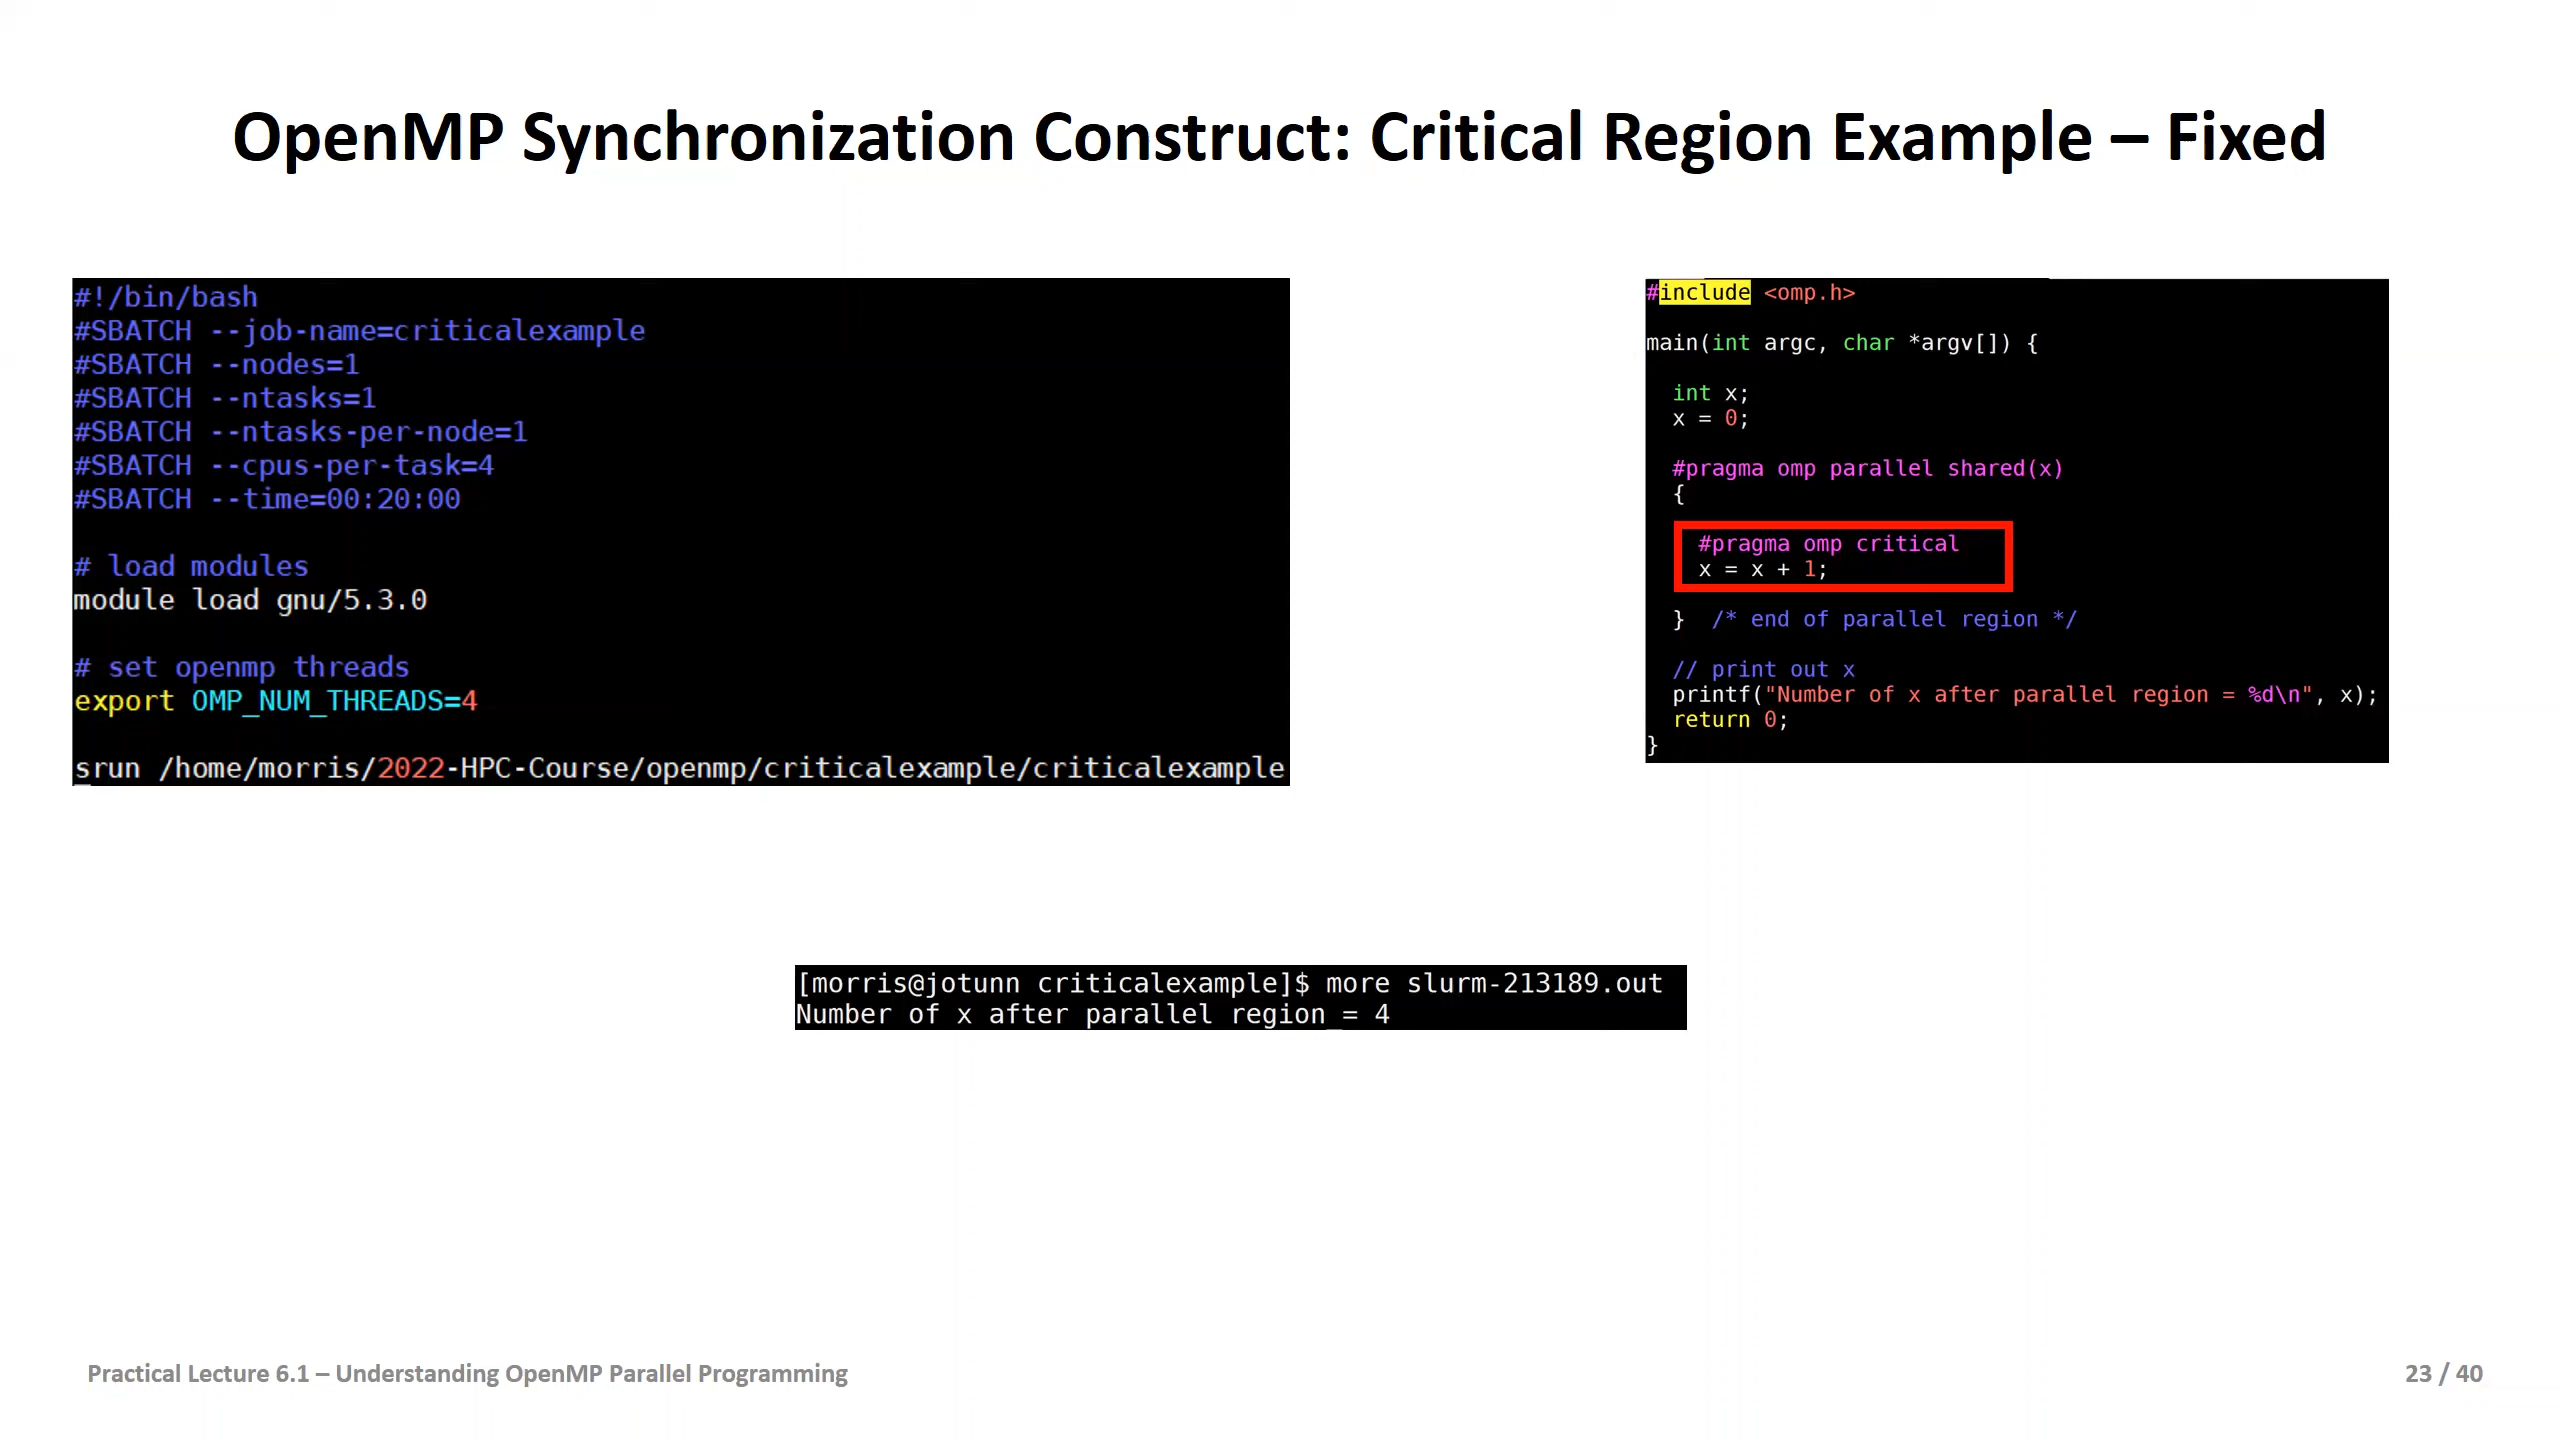 OpenMP Synchronization Construct: Critical Region Example – Fixed
#!/bin/bash
#SBATCH --job-name=criticalexample
#SBATCH --nodes=1
#SBATCH --ntasks=1
#SBATCH --ntasks-per-node=1
#SBATCH --cpus-per-task=4
#SBATCH --time=00:20:00
# load modules
module load gnu/5.3.0
# set openmp threads
export OMP_NUM_THREADS=4
srun /home/morris/2022-HPC-Course/openmp/criticalexample/criticalexample
#include <omp.h>
main(int argc, char *argv[]) {
int x;
x = 0;
#pragma omp parallel shared(x)
{
#pragma omp critical
x = x + 1;
} /* end of parallel region */
// print out x
printf("Number of x after parallel region = %d\n", x);
return 0;
}
[morris@jotunn criticalexample]$ more slurm-213189.out
Number of x after parallel region = 4
Practical Lecture 6.1 – Understanding OpenMP Parallel Programming
23 / 40